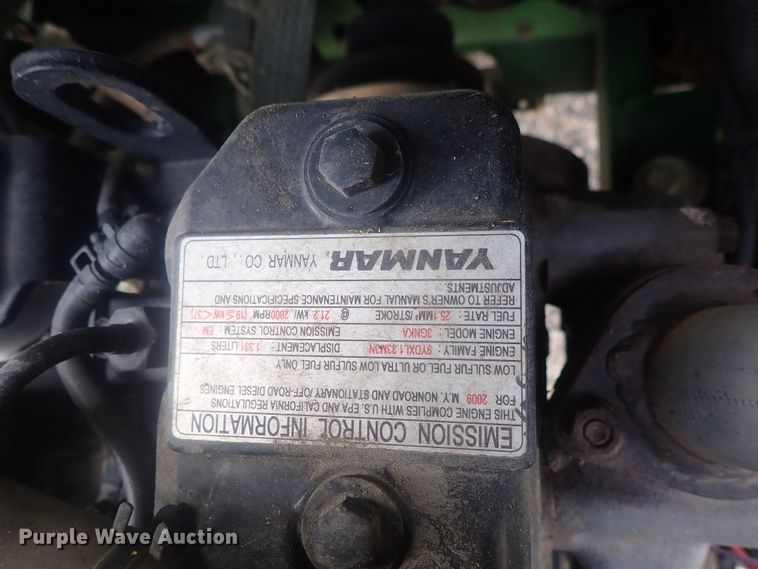 EMISSION CONTROL INFORMATION
THIS ENGINE COMPLIES WITH U.S. EPA AND CALIFORNIA REGULATIONS
FOR 2009 M.Y. NONROAD AND STATIONARY /OFF-ROAD DIESEL ENGINES
LOW SULFUR FUEL OR ULTRA LOW SULFUR FUEL ONLY
ENGINE FAMILY : 9YDXL1.33M3N DISPLACEMENT : 1.331 LITERS
ENGINE MODEL : 3GNKA EMISSION CONTROL SYSTEM : EM
FUEL RATE : 25.1MM³ STROKE @ 21.2 kW/ 2800RPM (19≤kW<37)
REFER TO OWNER'S MANUAL FOR MAINTENANCE SPECIFICATIONS AND
ADJUSTMENTS.
YANMAR. YANMAR CO., LTD.
Purple Wave Auction